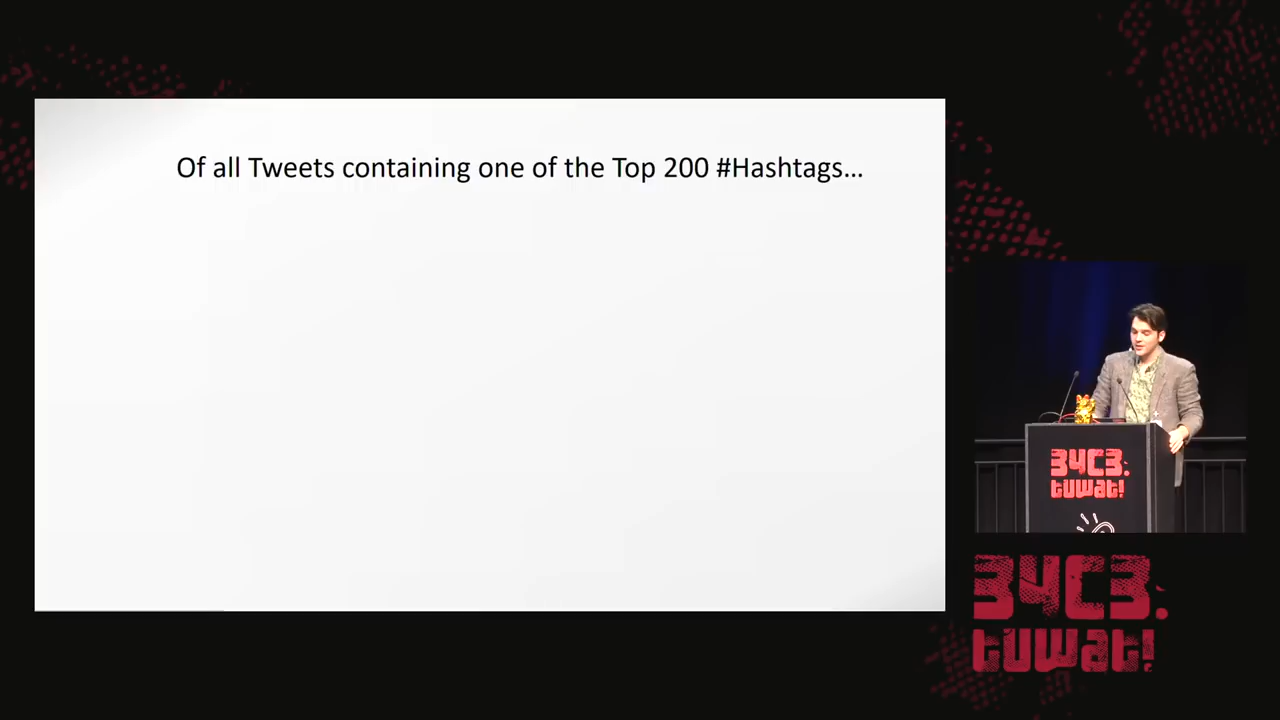 Of all Tweets containing one of the Top 200 #Hashtags…
34C3.
tuwat!
34C3.
tuwat!